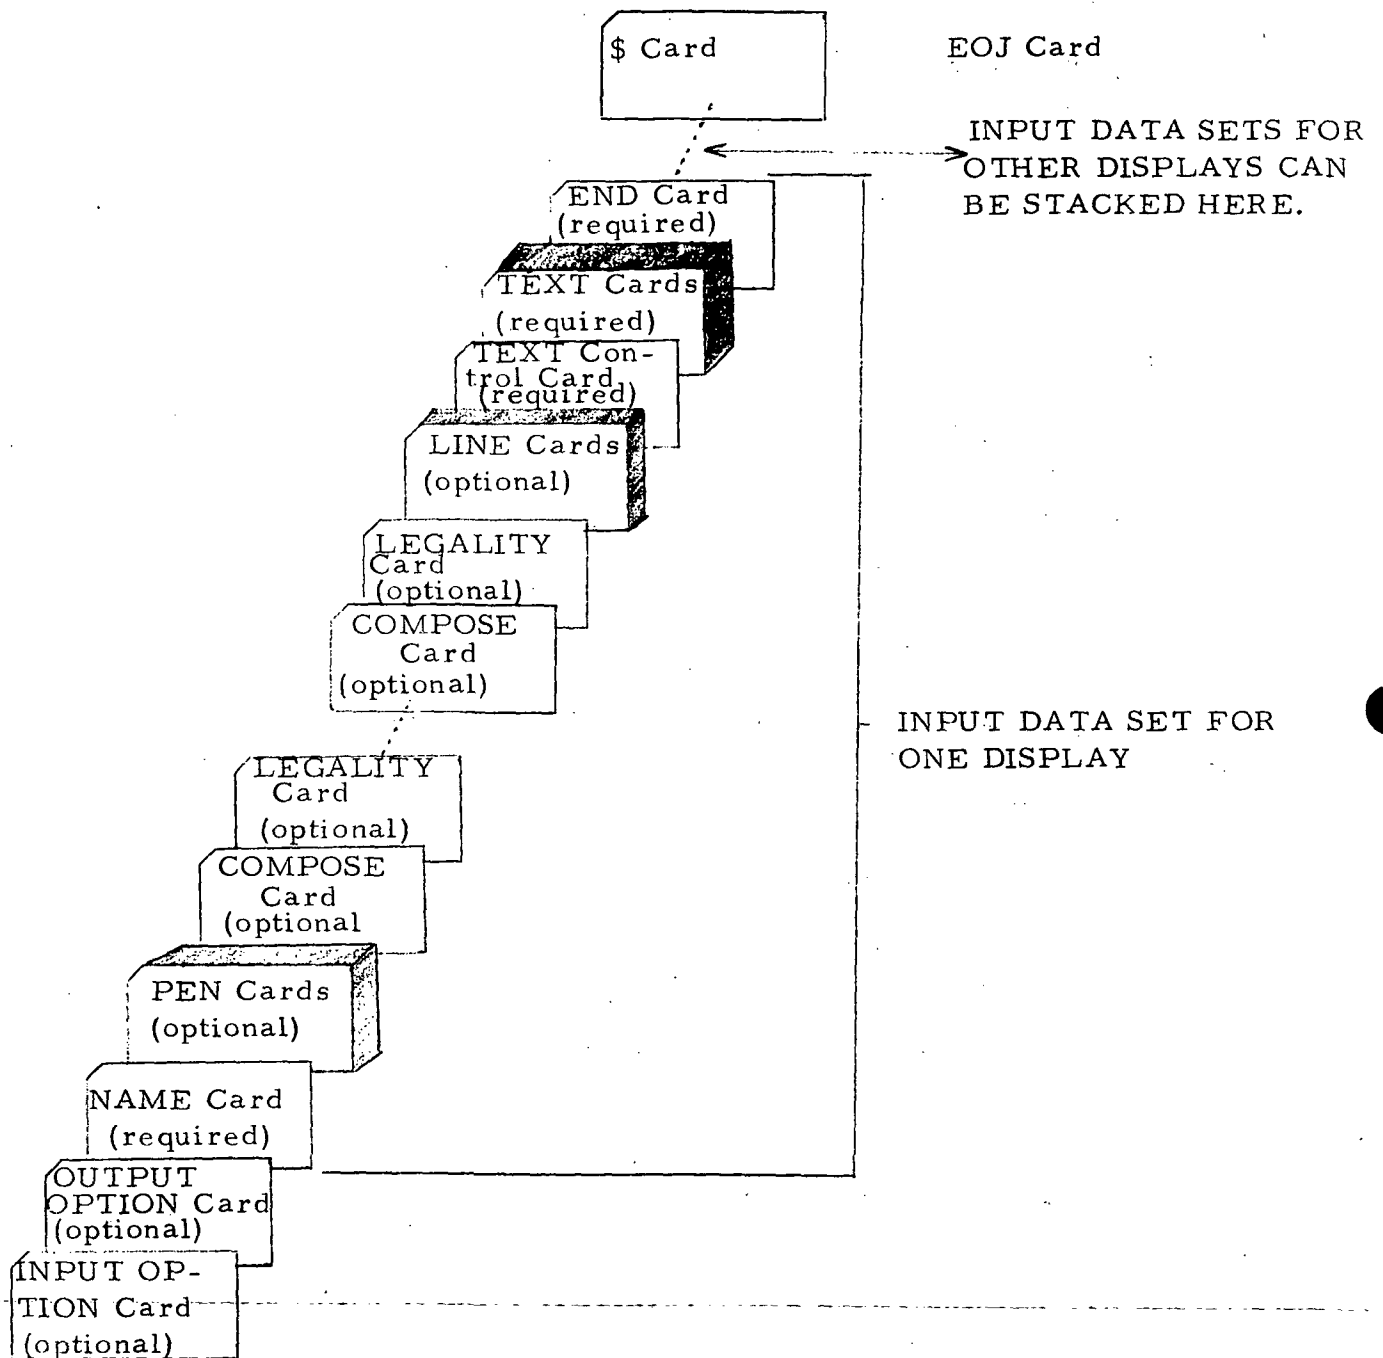 $ Card
EOJ Card
INPUT DATA SETS FOR
OTHER DISPLAYS CAN
BE STACKED HERE.
END Card
(required)
TEXT Cards
(required)
TEXT Con-
trol Card
(required)
LINE Cards
(optional)
LEGALITY
Card
(optional)
COMPOSE
Card
(optional)
INPUT DATA SET FOR
ONE DISPLAY
LEGALITY
Card
(optional)
COMPOSE
Card
(optional
PEN Cards
(optional)
NAME Card
(required)
OUTPUT
OPTION Card
(optional)
INPUT OP-
TION Card
(optional)